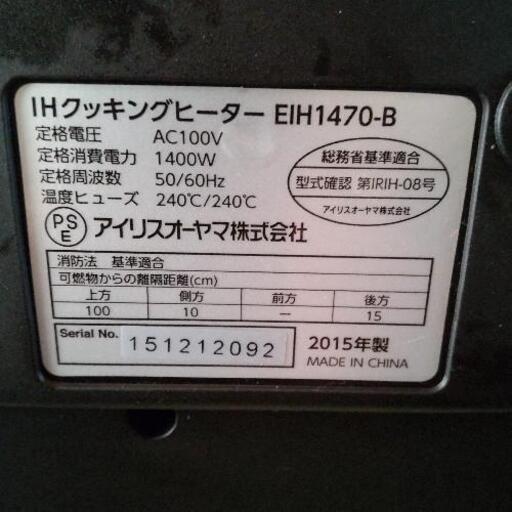 IHクッキングヒーター EIH1470-B
定格電圧 AC100V
定格消費電力 1400W
定格周波数 50/60Hz
温度ヒューズ 240℃/240℃
総務省基準適合
型式確認 第IRIH-08号
アイリスオーヤマ株式会社
PSE アイリスオーヤマ株式会社
消防法 基準適合
可燃物からの離隔距離(cm)
上方 側方 前方 後方
100 10 — 15
Serial No. 151212092
2015年製
MADE IN CHINA